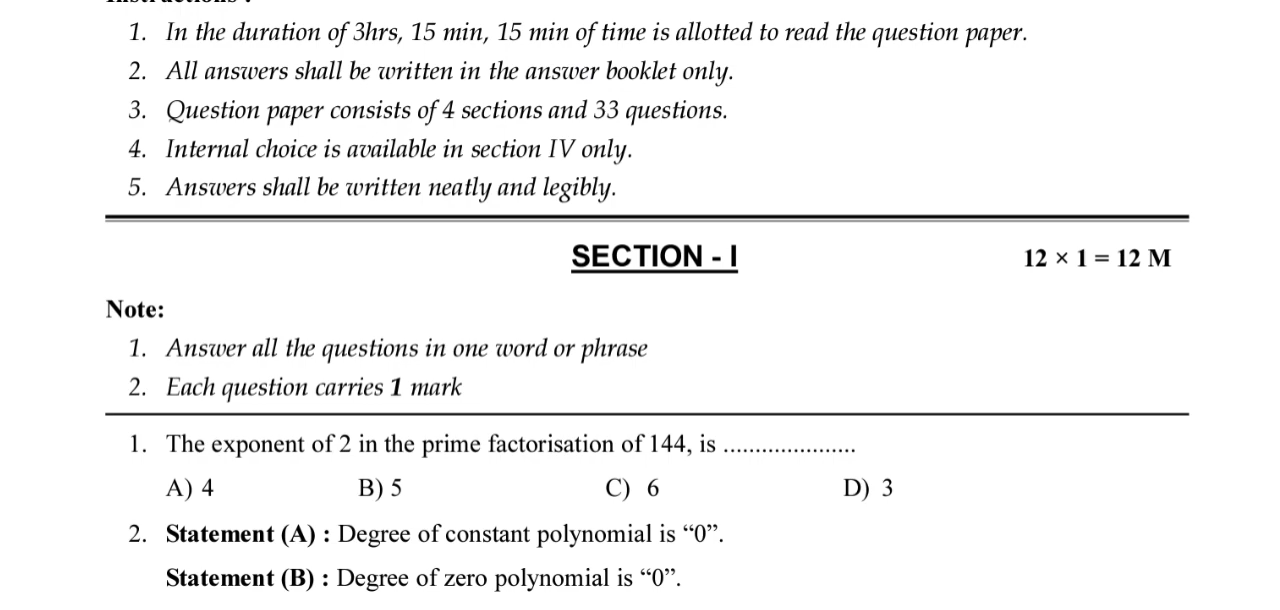 1. In the duration of 3hrs, 15 min, 15 min of time is allotted to read the question paper.
2. All answers shall be written in the answer booklet only.
3. Question paper consists of 4 sections and 33 questions.
4. Internal choice is available in section IV only.
5. Answers shall be written neatly and legibly.
SECTION - I 12 × 1 = 12 M
Note:
1. Answer all the questions in one word or phrase
2. Each question carries 1 mark
1. The exponent of 2 in the prime factorisation of 144, is .....................
A) 4 B) 5 C) 6 D) 3
2. Statement (A) : Degree of constant polynomial is “0”.
Statement (B) : Degree of zero polynomial is “0”.